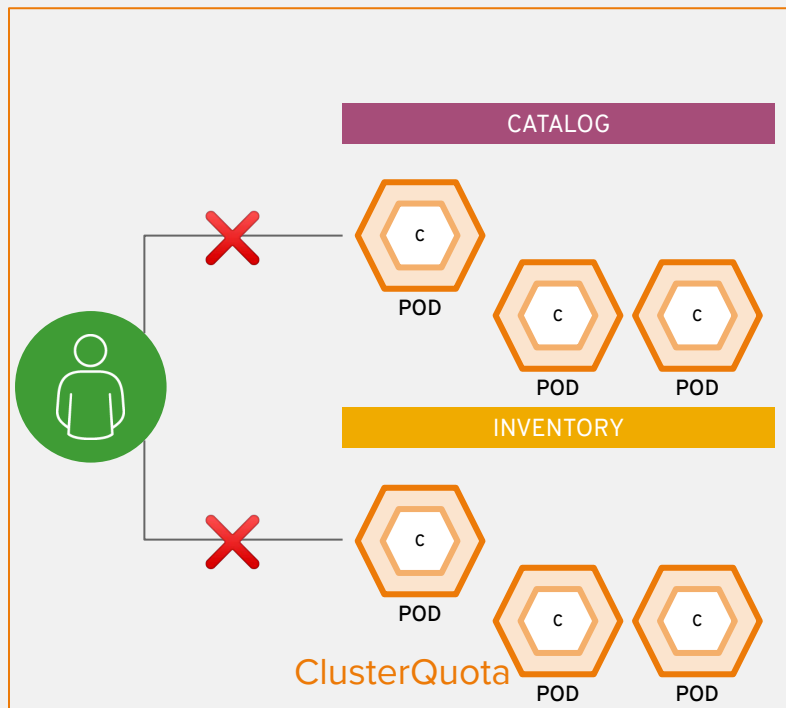 CATALOG
C
POD
C
C
POD
POD
INVENTORY
C
POD
C
C
ClusterQuota
POD
POD